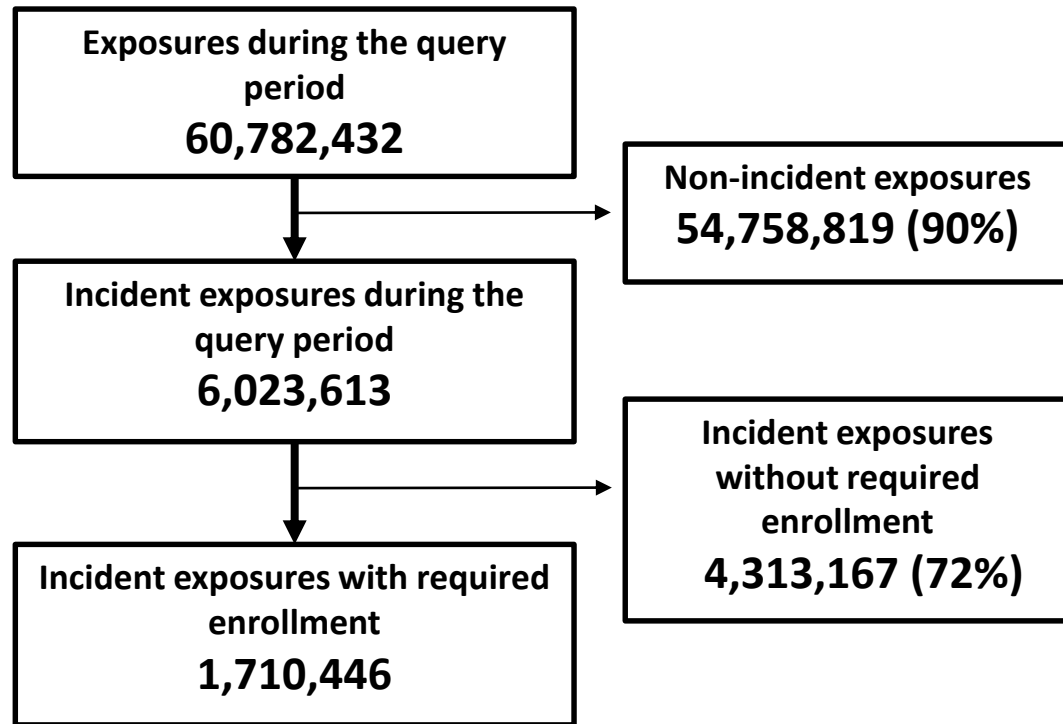 Exposures during the query
period
60,782,432
Non-incident exposures
54,758,819 (90%)
Incident exposures during the
query period
6,023,613
Incident exposures
without required
enrollment
4,313,167 (72%)
Incident exposures with required
enrollment
1,710,446